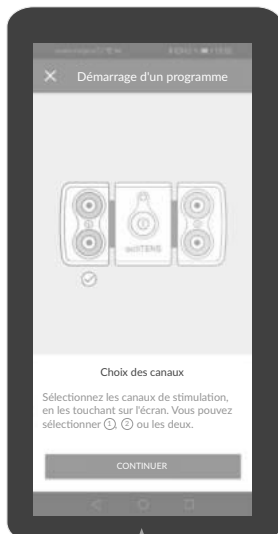 × Démarrage d'un programme
actiTENS
Choix des canaux
Sélectionnez les canaux de stimulation,
en les touchant sur l'écran. Vous pouvez
sélectionner ①, ② ou les deux.
CONTINUER